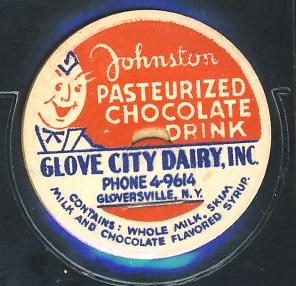 Johnston
PASTEURIZED
CHOCOLATE
DRINK
GLOVE CITY DAIRY, INC.
PHONE 4-9614
GLOVERSVILLE, N.Y.
CONTAINS: WHOLE MILK, SKIM
MILK AND CHOCOLATE FLAVORED SYRUP.